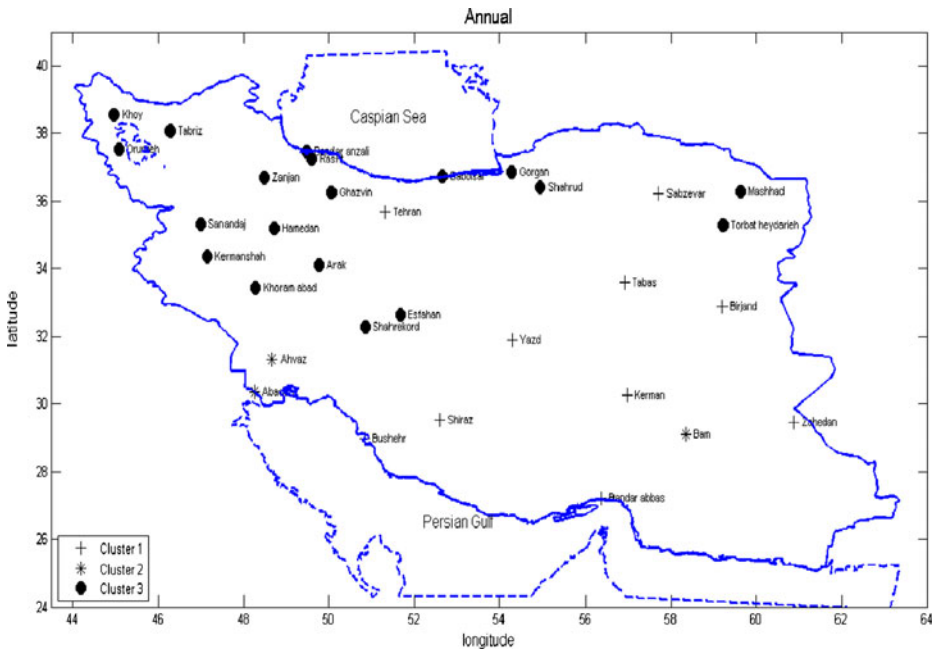 Annual
40
38
36
34
32
30
28
26
24
latitude
Caspian Sea
Khoy
Tabriz
Bandar anzali
Zanjan
Ghazvin
Gorgan
Shahrud
Sabzevar
Mashhad
Tehran
Torbat heydarieh
Sanandaj
Hamedan
Kermanshah
Arak
Khoram abad
Tabas
Birjand
Esfahan
Shahrekord
Yazd
Ahvaz
Kerman
Shiraz
Zahedan
Bushehr
Bam
Bandar abbas
Persian Gulf
Cluster 1
Cluster 2
Cluster 3
44 46 48 50 52 54 56 58 60 62 64
longitude